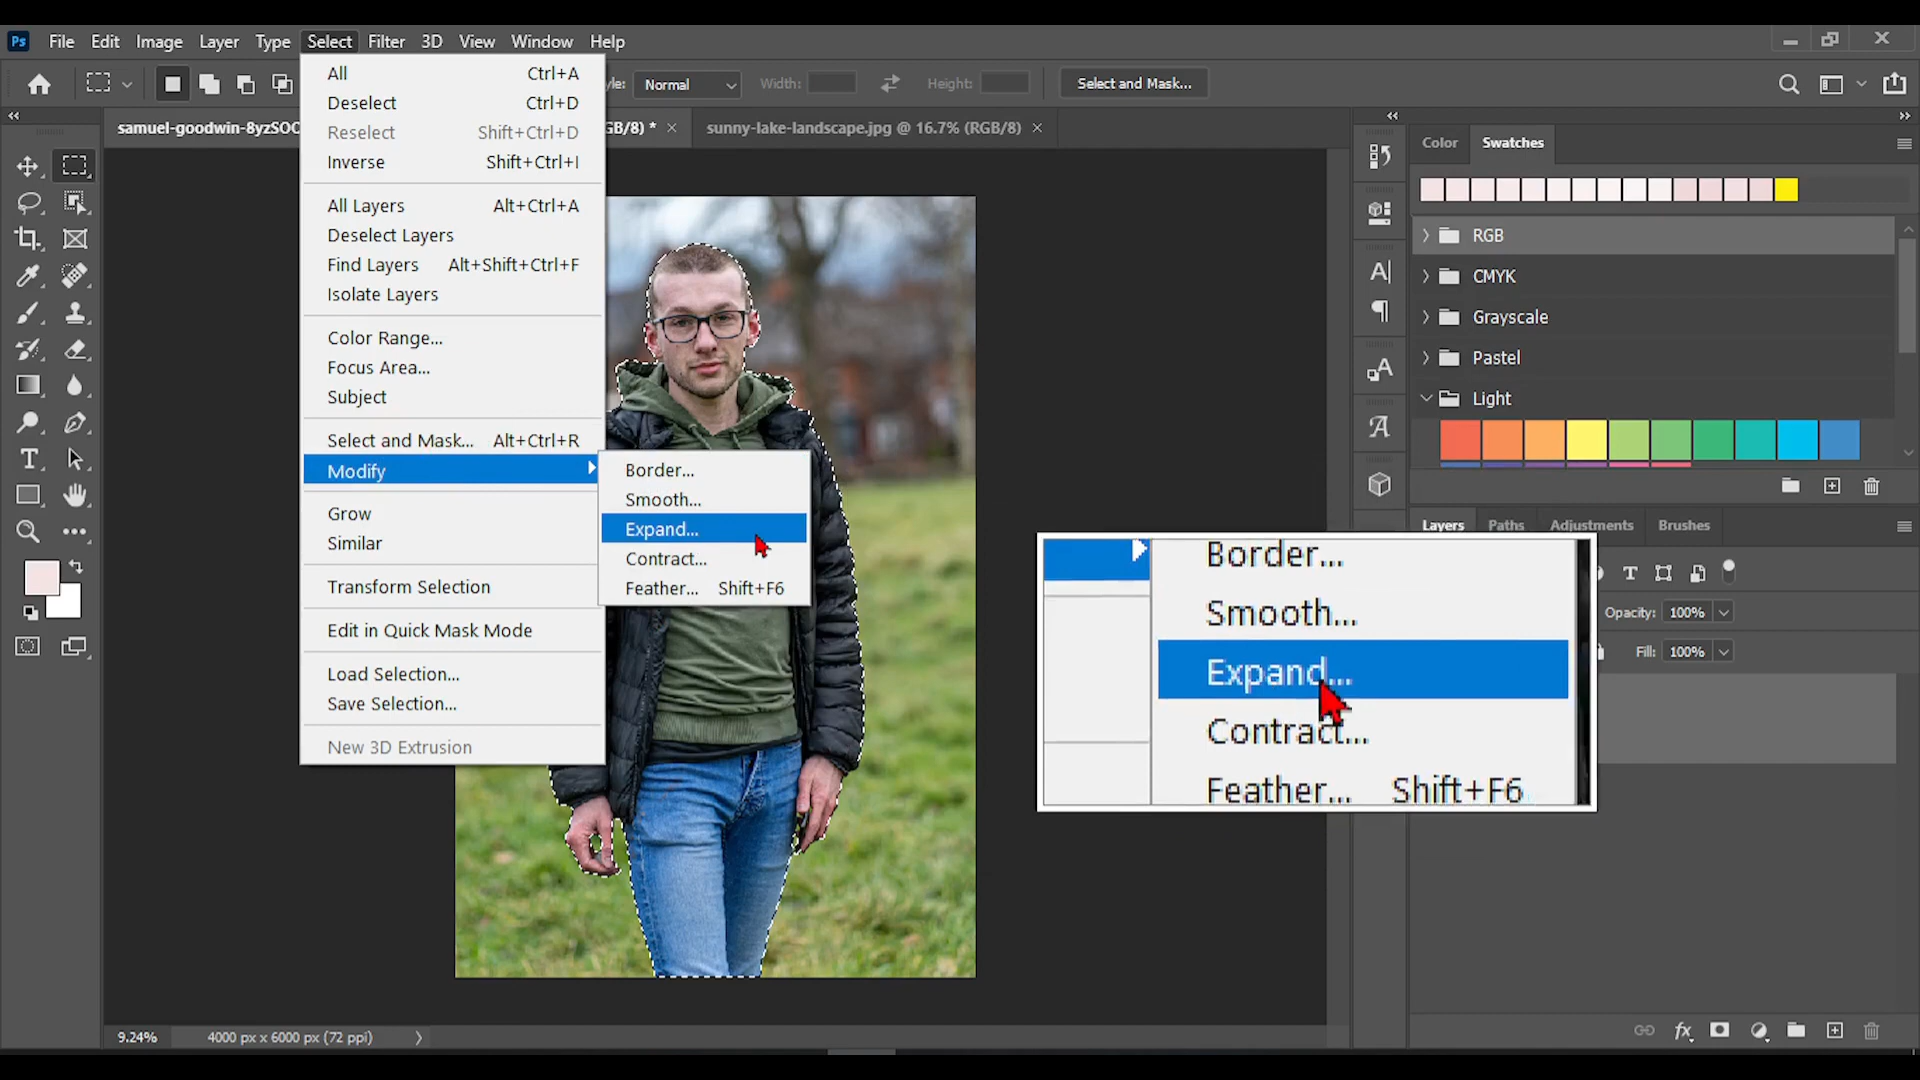 Ps File Edit Image Layer Type Select Filter 3D View Window Help
Normal Width: Height: Select and Mask...
samuel-goodwin-8yzSOC GB/8) * × sunny-lake-landscape.jpg @ 16.7% (RGB/8) ×
All Ctrl+A
Deselect Ctrl+D
Reselect Shift+Ctrl+D
Inverse Shift+Ctrl+I
All Layers Alt+Ctrl+A
Deselect Layers
Find Layers Alt+Shift+Ctrl+F
Isolate Layers
Color Range...
Focus Area...
Subject
Select and Mask... Alt+Ctrl+R
Modify
Grow
Similar
Transform Selection
Edit in Quick Mask Mode
Load Selection...
Save Selection...
New 3D Extrusion
Border...
Smooth...
Expand...
Contract...
Feather... Shift+F6
Color Swatches
RGB
CMYK
Grayscale
Pastel
Light
Layers Paths Adjustments Brushes
Opacity: 100%
Fill: 100%
Border...
Smooth...
Expand...
Contract...
Feather... Shift+F6
9.24% 4000 px x 6000 px (72 ppi)